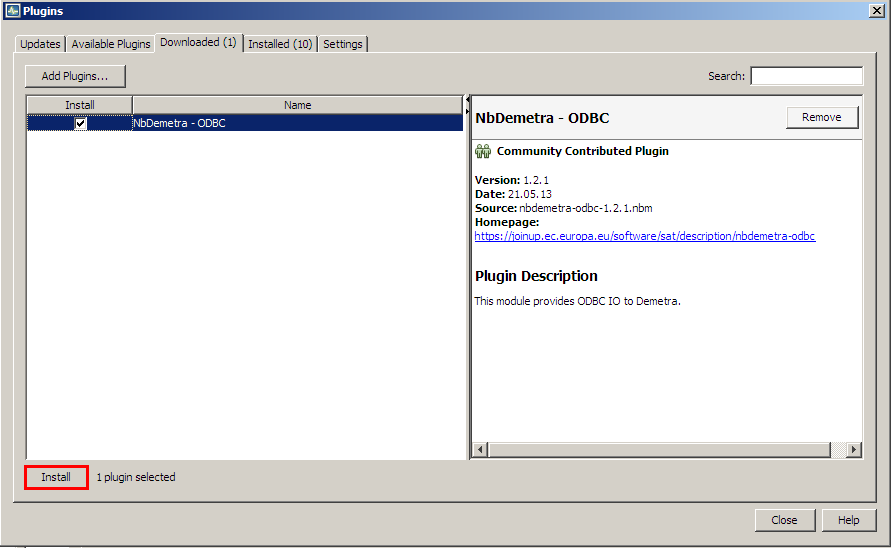 Plugins
Updates Available Plugins Downloaded (1) Installed (10) Settings
Add Plugins...
Search:
Install Name
NbDemetra - ODBC
NbDemetra - ODBC
Remove
Community Contributed Plugin
Version: 1.2.1
Date: 21.05.13
Source: nbdemetra-odbc-1.2.1.nbm
Homepage:
https://joinup.ec.europa.eu/software/sat/description/nbdemetra-odbc
Plugin Description
This module provides ODBC IO to Demetra.
Install 1 plugin selected
Close Help